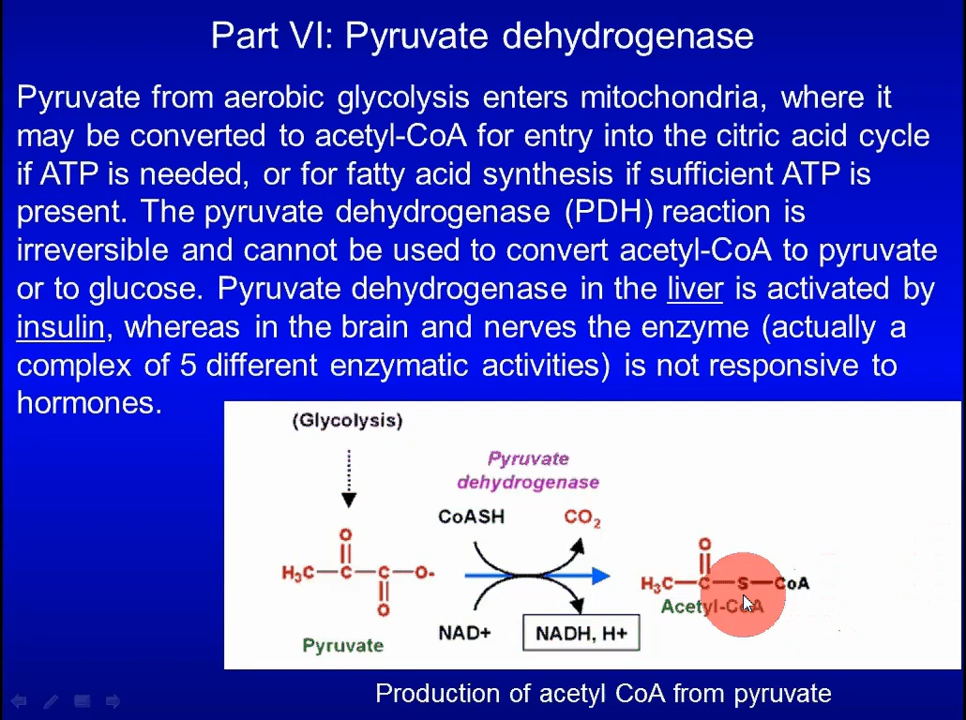 Part VI: Pyruvate dehydrogenase
Pyruvate from aerobic glycolysis enters mitochondria, where it
may be converted to acetyl-CoA for entry into the citric acid cycle
if ATP is needed, or for fatty acid synthesis if sufficient ATP is
present. The pyruvate dehydrogenase (PDH) reaction is
irreversible and cannot be used to convert acetyl-CoA to pyruvate
or to glucose. Pyruvate dehydrogenase in the liver is activated by
insulin, whereas in the brain and nerves the enzyme (actually a
complex of 5 different enzymatic activities) is not responsive to
hormones.
(Glycolysis)
Pyruvate
dehydrogenase
CoASH CO₂
O
H₃C—C—C—O-
O
Pyruvate
NAD+ NADH, H+
O
H₃C—C—S—CoA
Acetyl-CoA
Production of acetyl CoA from pyruvate